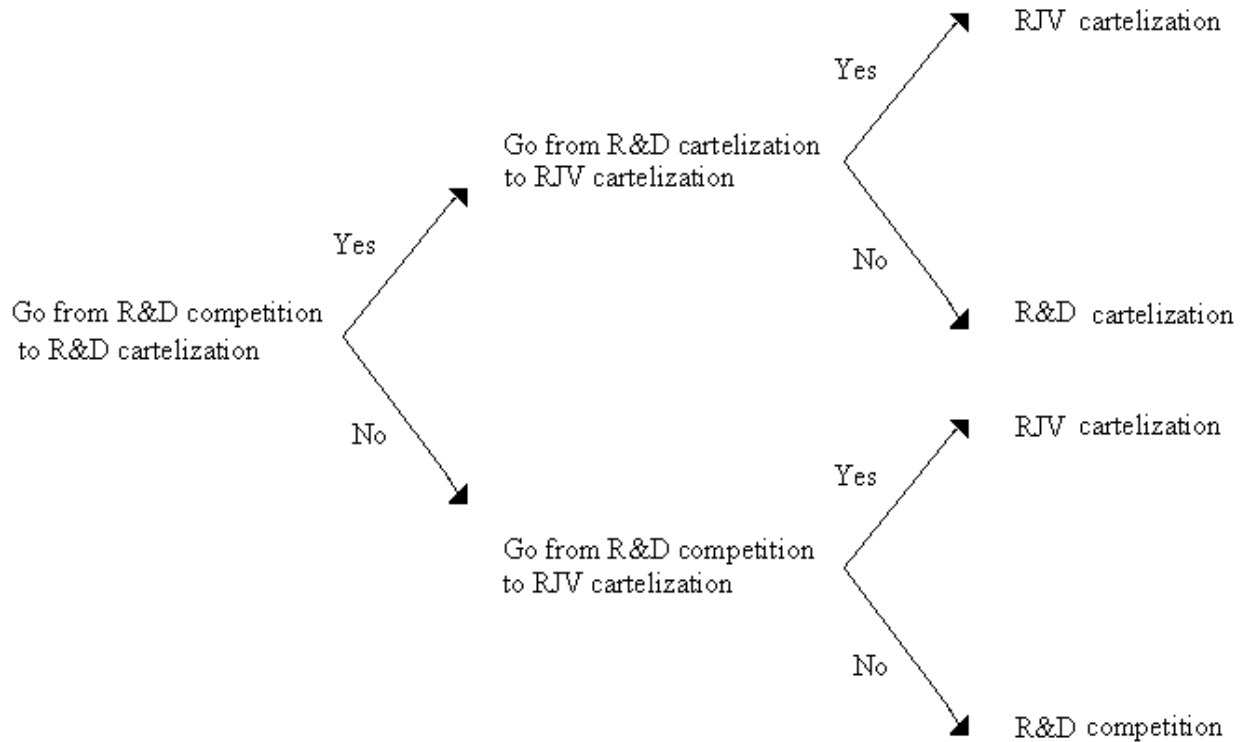 RJV cartelization
Yes
Go from R&D cartelization
to RJV cartelization
Yes
No
Go from R&D competition
to R&D cartelization
R&D cartelization
No
RJV cartelization
Yes
Go from R&D competition
to RJV cartelization
No
R&D competition